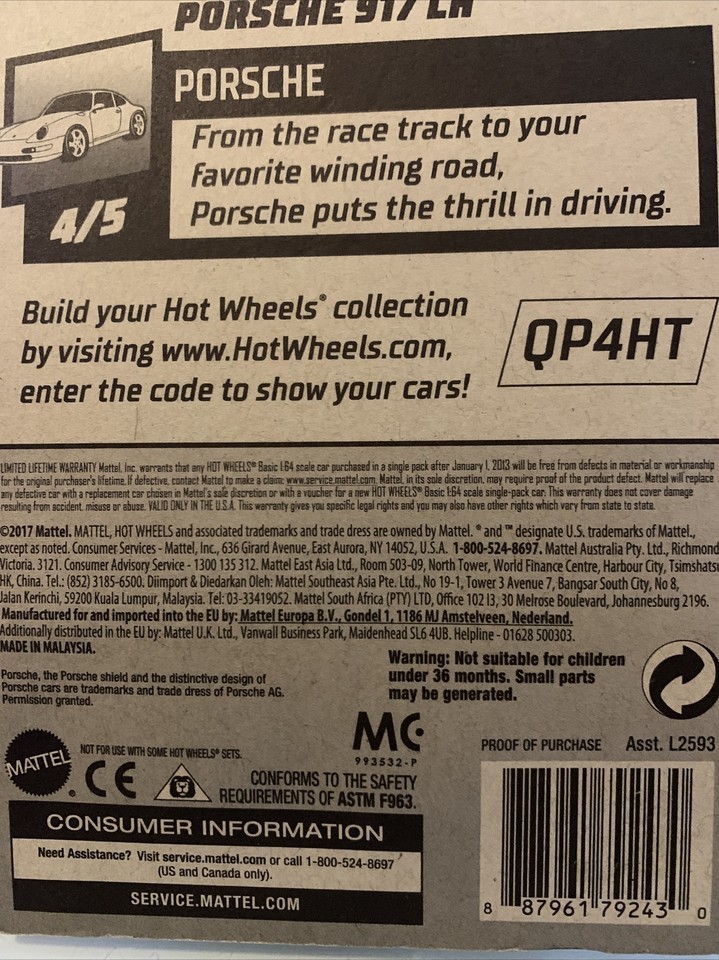 PORSCHE 917 LH
PORSCHE
From the race track to your
favorite winding road,
Porsche puts the thrill in driving.
4/5
Build your Hot Wheels® collection
by visiting www.HotWheels.com,
enter the code to show your cars!
QP4HT
LIMITED LIFETIME WARRANTY Mattel, Inc. warrants that any HOT WHEELS® Basic 1:64 scale car purchased in a single pack after January 1, 2013 will be free from defects in material or workmanship
for the original purchaser's lifetime. If defective, contact Mattel to make a claim: www.service.mattel.com. Mattel, in its sole discretion, may require proof of the defect. Mattel will replace
any defective car with a replacement car chosen in Mattel's sole discretion or with a voucher for a new HOT WHEELS® Basic 1:64 scale single-pack car. This warranty does not cover damage
resulting from accident, misuse or abuse. VALID ONLY IN THE U.S.A. This warranty gives you specific legal rights and you may also have other rights which vary from state to state.
©2017 Mattel. MATTEL, HOT WHEELS and associated trademarks and trade dress are owned by Mattel. ® and ™ designate U.S. trademarks of Mattel.,
except as noted. Consumer Services - Mattel, Inc., 636 Girard Avenue, East Aurora, NY 14052, U.S.A. 1-800-524-8697. Mattel Australia Pty. Ltd., Richmond
Victoria. 3121. Consumer Advisory Service - 1300 135 312. Mattel East Asia Ltd., Room 503-09, North Tower, World Finance Centre, Harbour City, Tsimshatsu
HK, China. Tel.: (852) 3185-6500. Diimport & Diedarkan Oleh: Mattel Southeast Asia Pte. Ltd., No 19-1, Tower 3 Avenue 7, Bangsar South City, No 8,
Jalan Kerinchi, 59200 Kuala Lumpur, Malaysia. Tel: 03-33419052. Mattel South Africa (PTY) LTD, Office 102 I3, 30 Melrose Boulevard, Johannesburg 2196.
Manufactured for and imported into the EU by: Mattel Europa B.V., Gondel 1, 1186 MJ Amstelveen, Nederland.
Additionally distributed in the EU by: Mattel U.K. Ltd., Vanwall Business Park, Maidenhead SL6 4UB. Helpline - 01628 500303.
MADE IN MALAYSIA.
Warning: Not suitable for children
under 36 months. Small parts
may be generated.
Porsche, the Porsche shield and the distinctive design of
Porsche cars are trademarks and trade dress of Porsche AG.
Permission granted.
MC
993532-P
PROOF OF PURCHASE Asst. L2593
MATTEL®
NOT FOR USE WITH SOME HOT WHEELS® SETS.
CE
CONFORMS TO THE SAFETY
REQUIREMENTS OF ASTM F963.
CONSUMER INFORMATION
Need Assistance? Visit service.mattel.com or call 1-800-524-8697
(US and Canada only).
SERVICE.MATTEL.COM
8 87961 79243 0